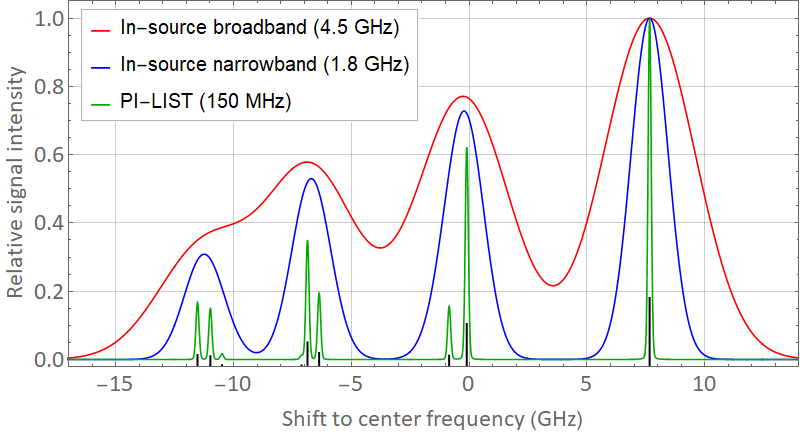 In-source broadband (4.5 GHz)
In-source narrowband (1.8 GHz)
PI-LIST (150 MHz)
Relative signal intensity
1.0
0.8
0.6
0.4
0.2
0.0
−15 −10 −5 0 5 10
Shift to center frequency (GHz)